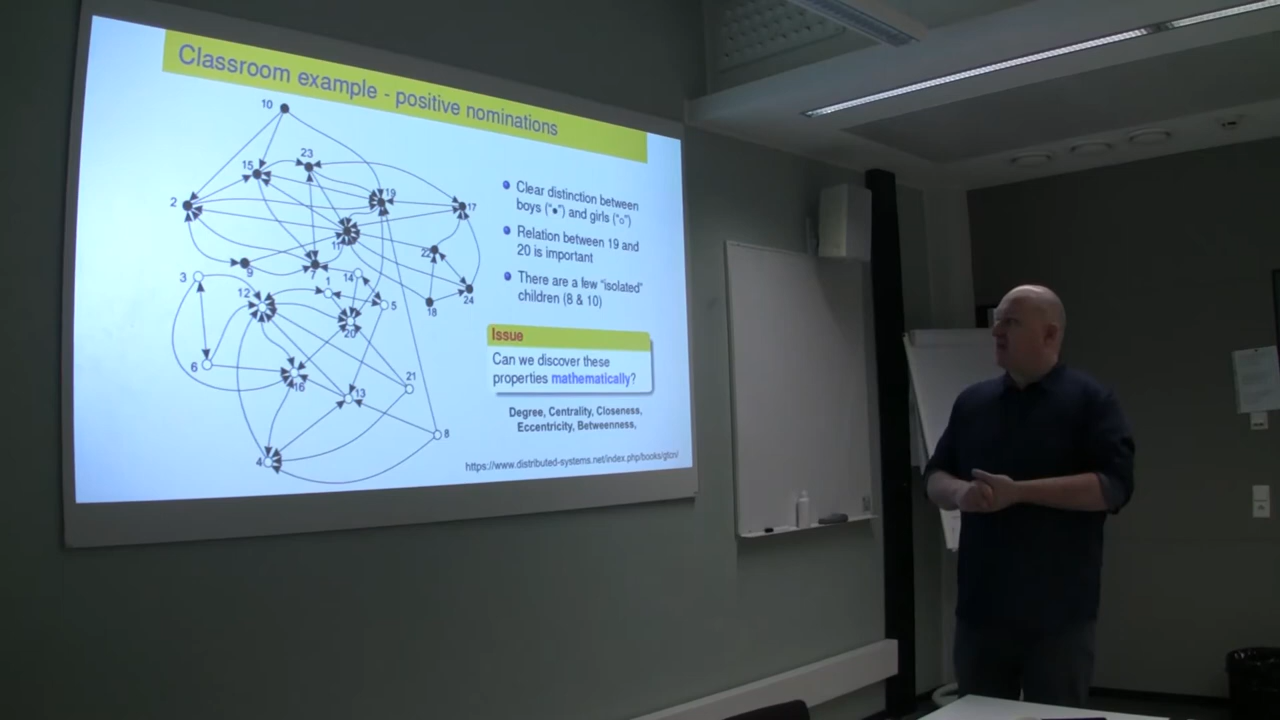 Classroom example - positive nominations
10
23
15
19
2
17
11
22
9
7
3
14
1
24
12
5
18
20
6
21
16
13
8
4
Clear distinction between
boys ("•") and girls ("○")
Relation between 19 and
20 is important
There are a few "isolated"
children (8 & 10)
Issue
Can we discover these
properties mathematically?
Degree, Centrality, Closeness,
Eccentricity, Betweenness,
https://www.distributed-systems.net/index.php/books/gtcn/